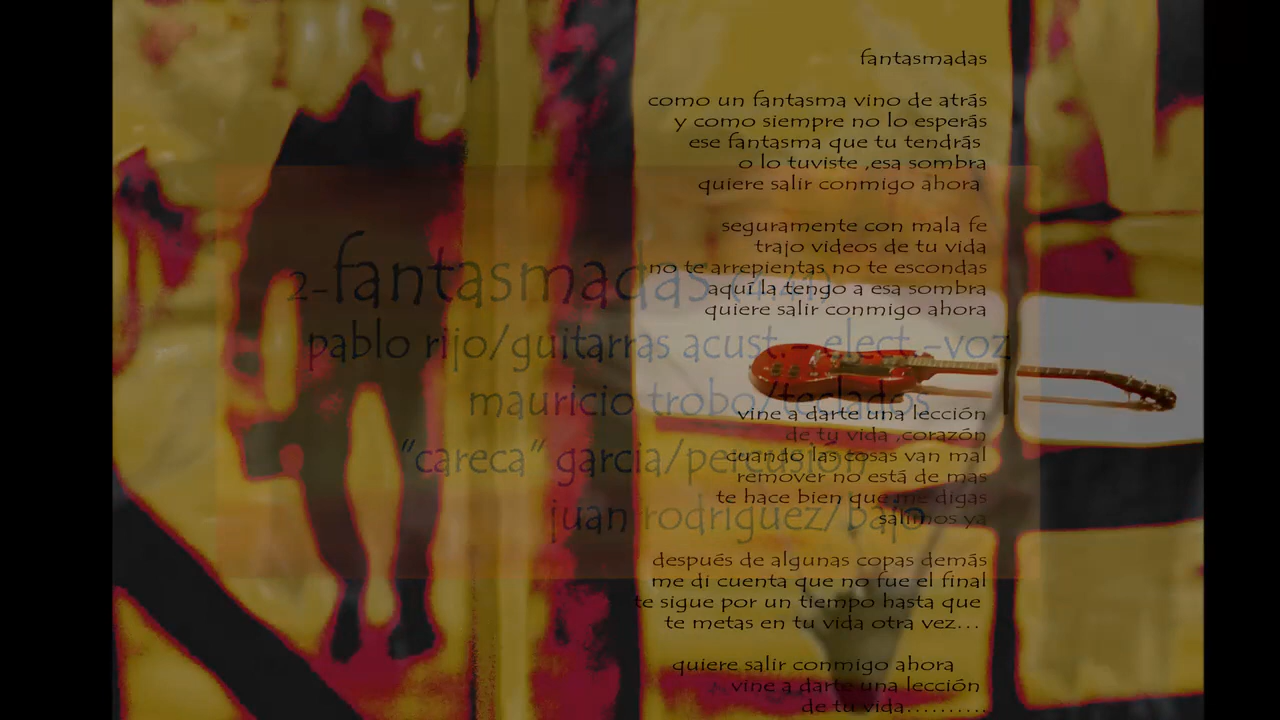 fantasmadas
como un fantasma vino de atrás
y como siempre no lo esperás
ese fantasma que tu tendrás
o lo tuviste ,esa sombra
quiere salir conmigo ahora
seguramente con mala fe
trajo videos de tu vida
no te arrepientas no te escondas
aquí la tengo a esa sombra
quiere salir conmigo ahora
vine a darte una lección
de tu vida ,corazón
cuando las cosas van mal
remover no está de mas
te hace bien que me digas
salimos ya
después de algunas copas demás
me di cuenta que no fue el final
te sigue por un tiempo hasta que
te metas en tu vida otra vez...
quiere salir conmigo ahora
vine a darte una lección
de tu vida..........
2-fantasmadas (4:41)
pablo rijo/guitarras acust.- elect.-voz
mauricio trobo/teclados
"careca" garcia/percusión
juan rodriguez/bajo